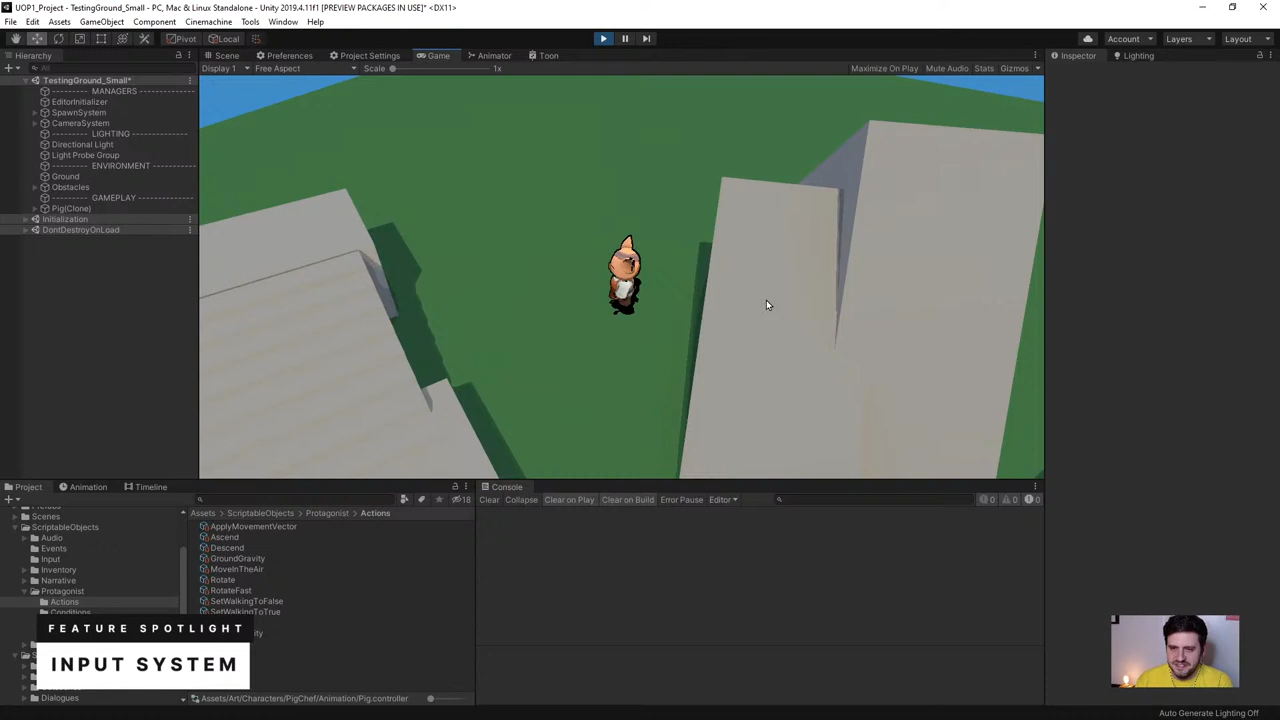 UOP1_Project - TestingGround_Small - PC, Mac & Linux Standalone - Unity 2019.4.11f1 [PREVIEW PACKAGES IN USE]* <DX11>
File Edit Assets GameObject Component Cinemachine Tools Window Help
Pivot Local Account Layers Layout
Hierarchy Scene Preferences Project Settings Game Animator Toon Inspector Lighting
All Display 1 Free Aspect Scale 1x Maximize On Play Mute Audio Stats Gizmos
TestingGround_Small*
--------- MANAGERS ---------
EditorInitializer
SpawnSystem
CameraSystem
--------- LIGHTING ---------
Directional Light
Light Probe Group
--------- ENVIRONMENT ---------
Ground
Obstacles
--------- GAMEPLAY ---------
Pig(Clone)
Initialization
DontDestroyOnLoad
Project Animation Timeline Console
18 Clear Collapse Clear on Play Clear on Build Error Pause Editor 0 0 0
Scenes
ScriptableObjects
Audio
Events
Input
Inventory
Narrative
Protagonist
Actions
Conditions
Dialogues
Assets > ScriptableObjects > Protagonist > Actions
ApplyMovementVector
Ascend
Descend
GroundGravity
MoveInTheAir
Rotate
RotateFast
SetWalkingToFalse
SetWalkingToTrue
FEATURE SPOTLIGHT
INPUT SYSTEM
Assets/Art/Characters/PigChef/Animation/Pig.controller
Auto Generate Lighting Off